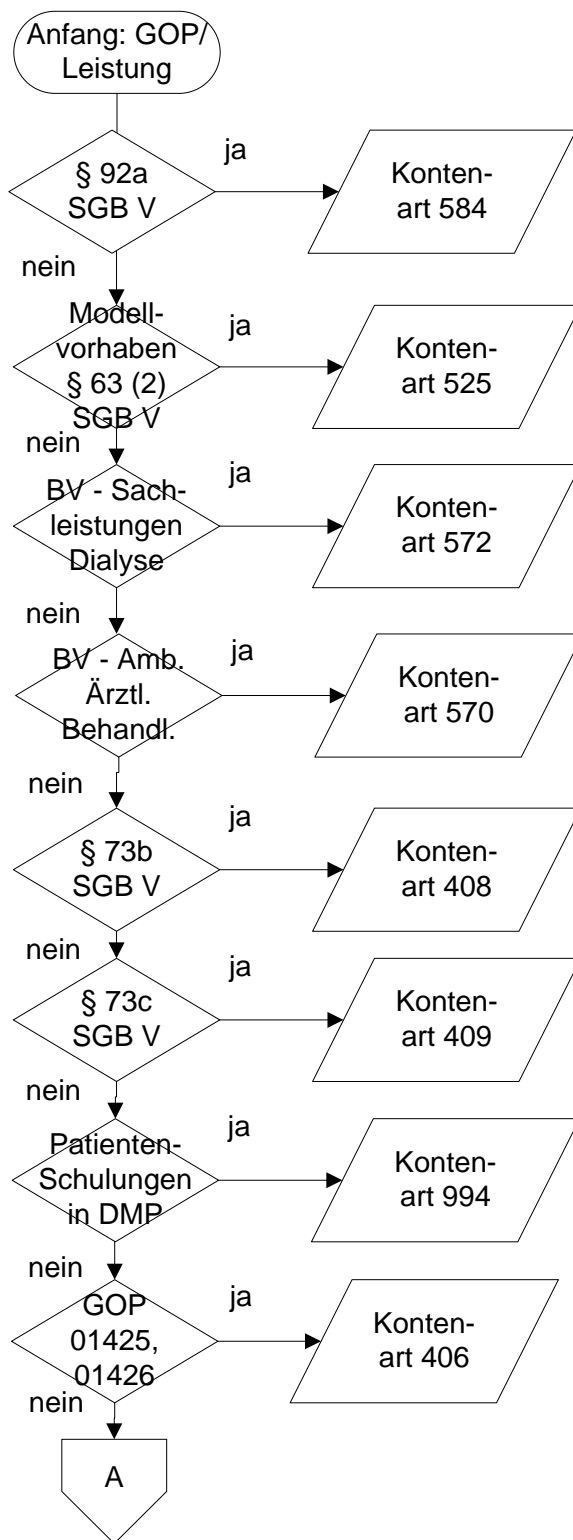 Anfang: GOP/
Leistung
§ 92a
SGB V
ja
Konten-
art 584
nein
Modell-
vorhaben
§ 63 (2)
SGB V
ja
Konten-
art 525
nein
BV - Sach-
leistungen
Dialyse
ja
Konten-
art 572
nein
BV - Amb.
Ärztl.
Behandl.
ja
Konten-
art 570
nein
§ 73b
SGB V
ja
Konten-
art 408
nein
§ 73c
SGB V
ja
Konten-
art 409
nein
Patienten-
Schulungen
in DMP
ja
Konten-
art 994
nein
GOP
01425,
01426
ja
Konten-
art 406
nein
A